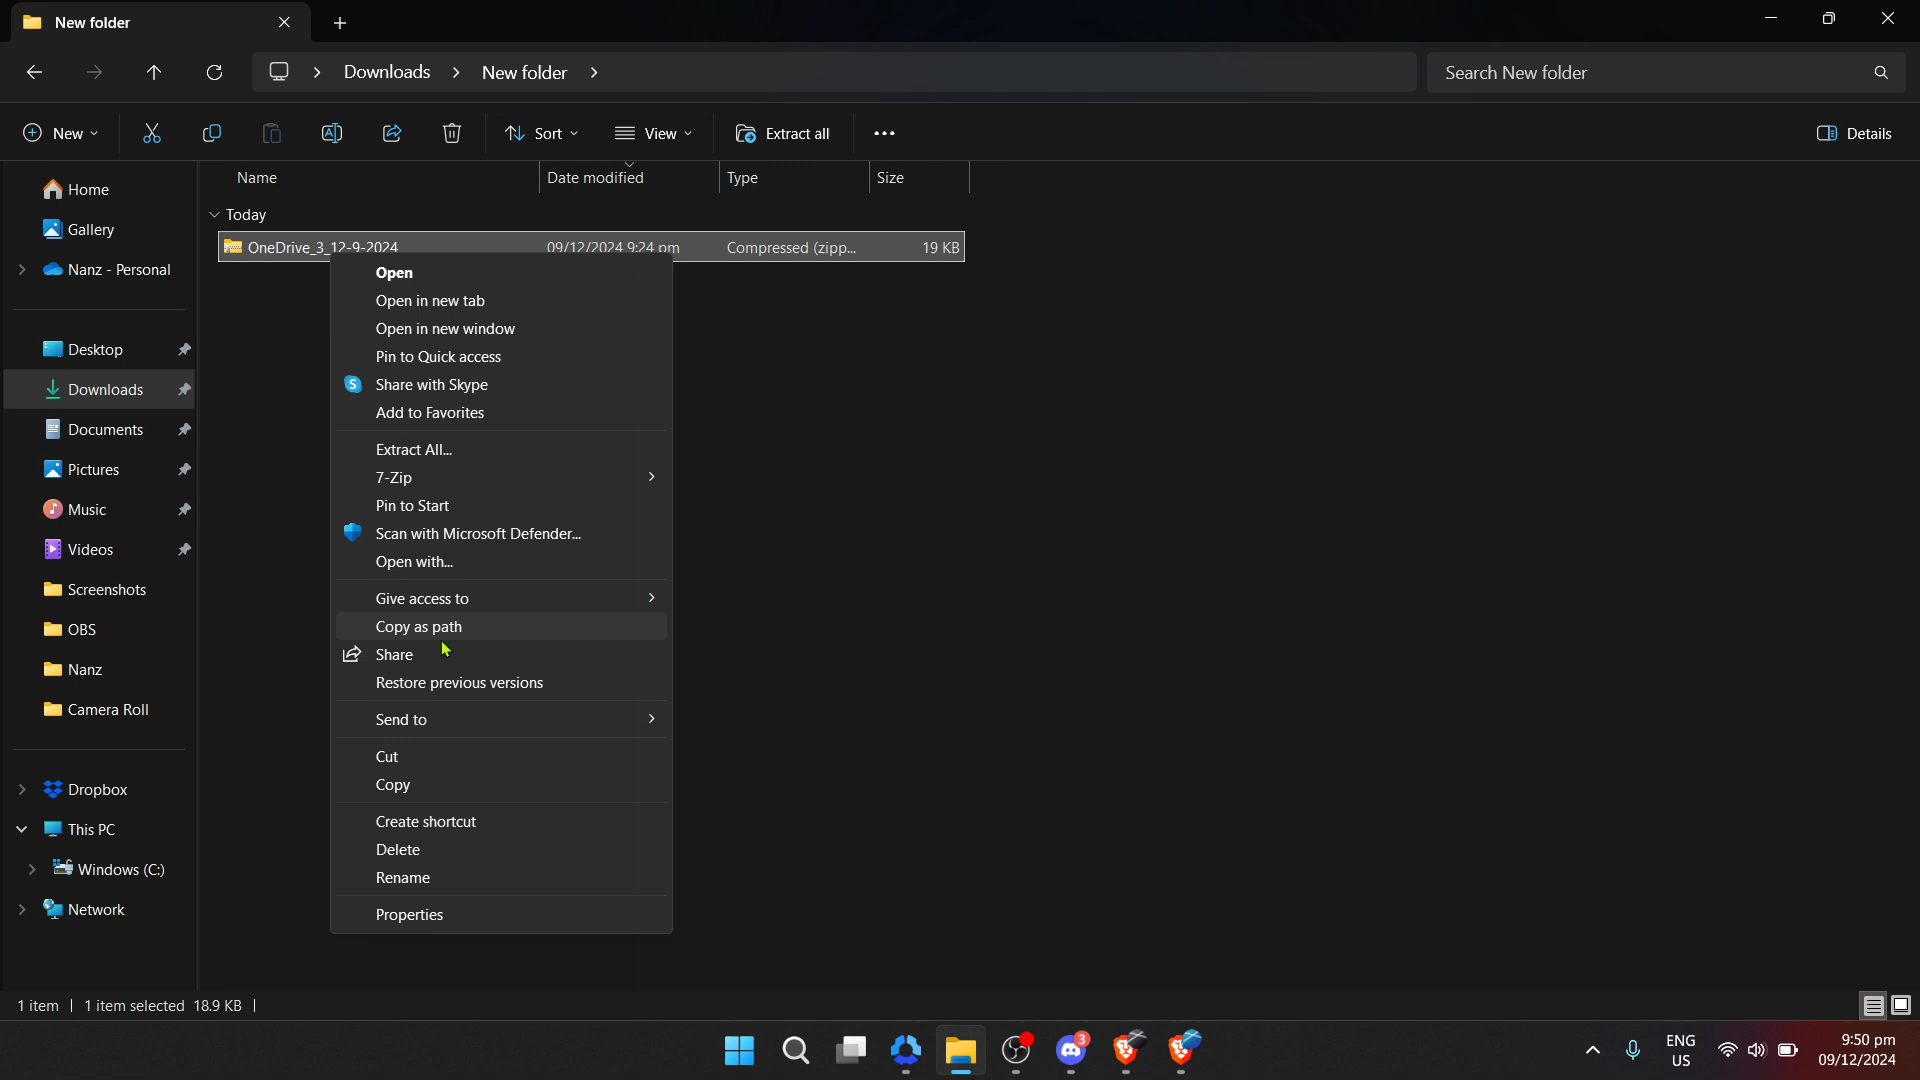 New folder
Downloads
New folder
Search New folder
New
Sort
View
Extract all
Details
Name
Date modified
Type
Size
Today
OneDrive_3_12-9-2024
09/12/2024 9:24 pm
Compressed (zipp...
19 KB
Home
Gallery
Nanz - Personal
Desktop
Downloads
Documents
Pictures
Music
Videos
Screenshots
OBS
Nanz
Camera Roll
Dropbox
This PC
Windows (C:)
Network
Open
Open in new tab
Open in new window
Pin to Quick access
S
Share with Skype
Add to Favorites
Extract All...
7-Zip
Pin to Start
Scan with Microsoft Defender...
Open with...
Give access to
Copy as path
Share
Restore previous versions
Send to
Cut
Copy
Create shortcut
Delete
Rename
Properties
1 item
1 item selected 18.9 KB
3
ENG
US
9:50 pm
09/12/2024